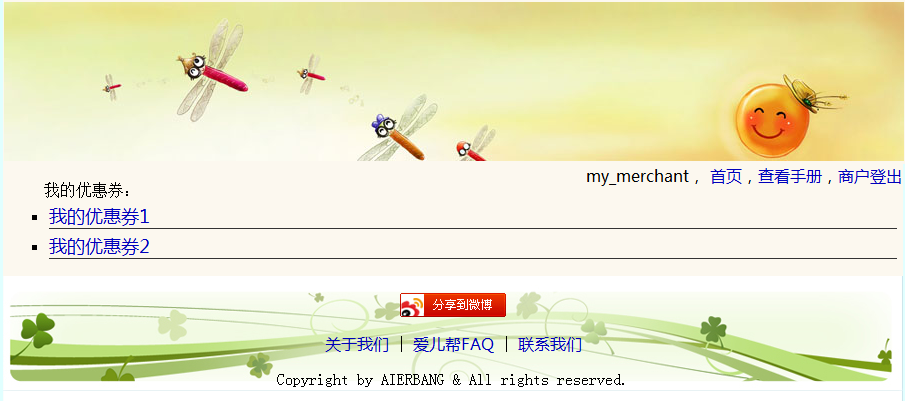 my_merchant， 首页，查看手册，商户登出
我的优惠券：
我的优惠券1
我的优惠券2
分享到微博
关于我们 | 爱儿帮FAQ | 联系我们
Copyright by AIERBANG & All rights reserved.